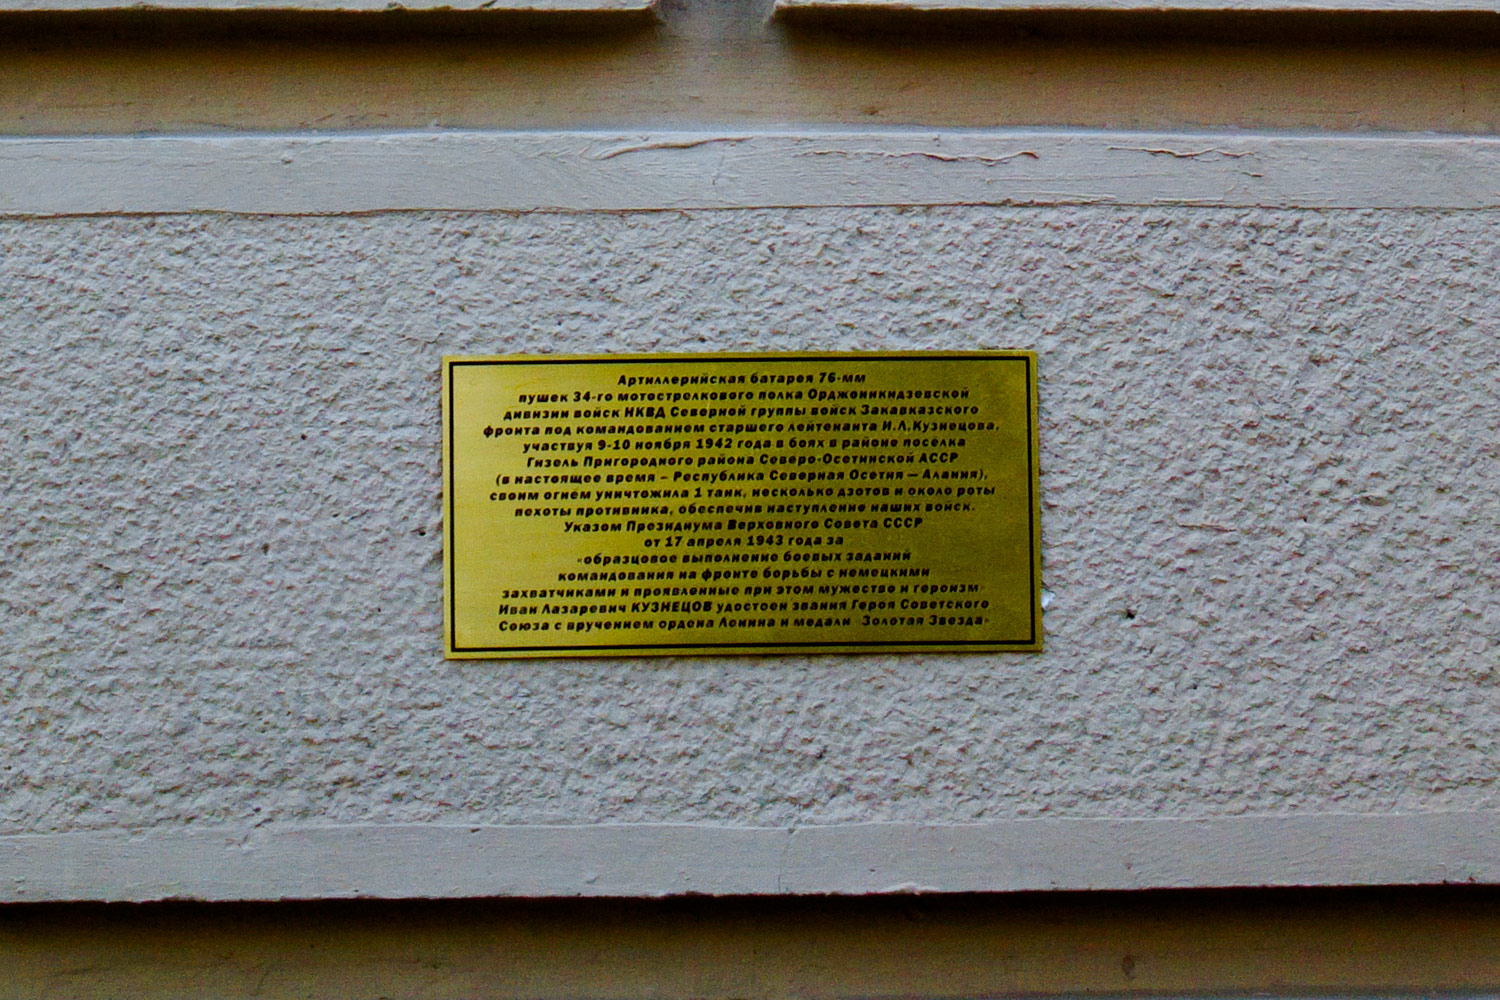 Артиллерийская батарея 76-мм
пушек 34-го мотострелкового полка Орджоникидзевской
дивизии войск НКВД Северной группы войск Закавказского
фронта под командованием старшего лейтенанта И.Л.Кузнецова,
участвуя 9-10 ноября 1942 года в боях в районе поселка
Гизель Пригородного района Северо-Осетинской АССР
(в настоящее время – Республика Северная Осетия — Алания),
своим огнем уничтожила 1 танк, несколько дзотов и около роты
пехоты противника, обеспечив наступление наших войск.
Указом Президиума Верховного Совета СССР
от 17 апреля 1943 года за
«образцовое выполнение боевых заданий
командования на фронте борьбы с немецкими
захватчиками и проявленные при этом мужество и героизм»
Иван Лазаревич КУЗНЕЦОВ удостоен звания Героя Советского
Союза с вручением ордена Ленина и медали «Золотая Звезда»